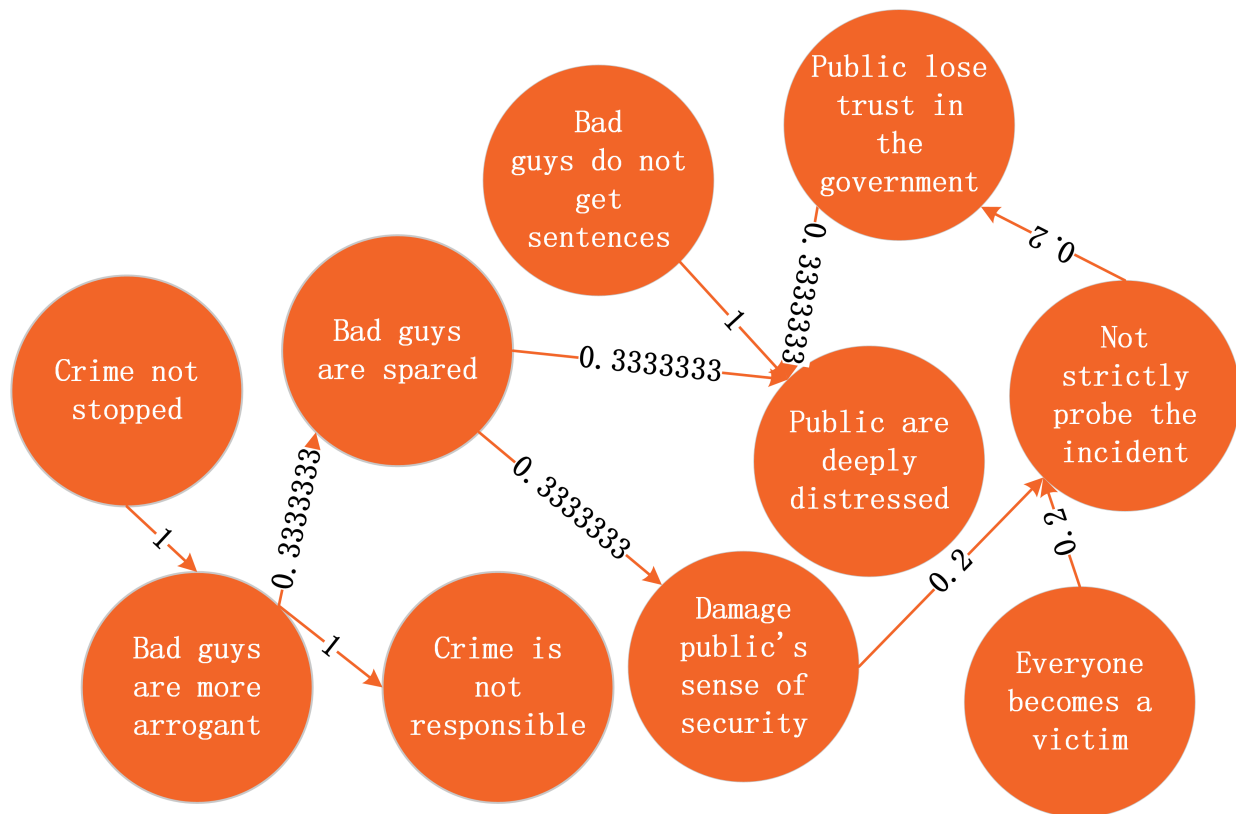 Public lose
trust in
the
government
Bad
guys do not
get
sentences
0.2
0.3333333
1
Bad guys
are spared
0.3333333
Not
strictly
probe the
incident
Crime not
stopped
Public are
deeply
distressed
0.3333333
0.3333333
1
0.2
0.2
Bad guys
are more
arrogant
1
Crime is
not
responsible
Damage
public's
sense of
security
Everyone
becomes a
victim